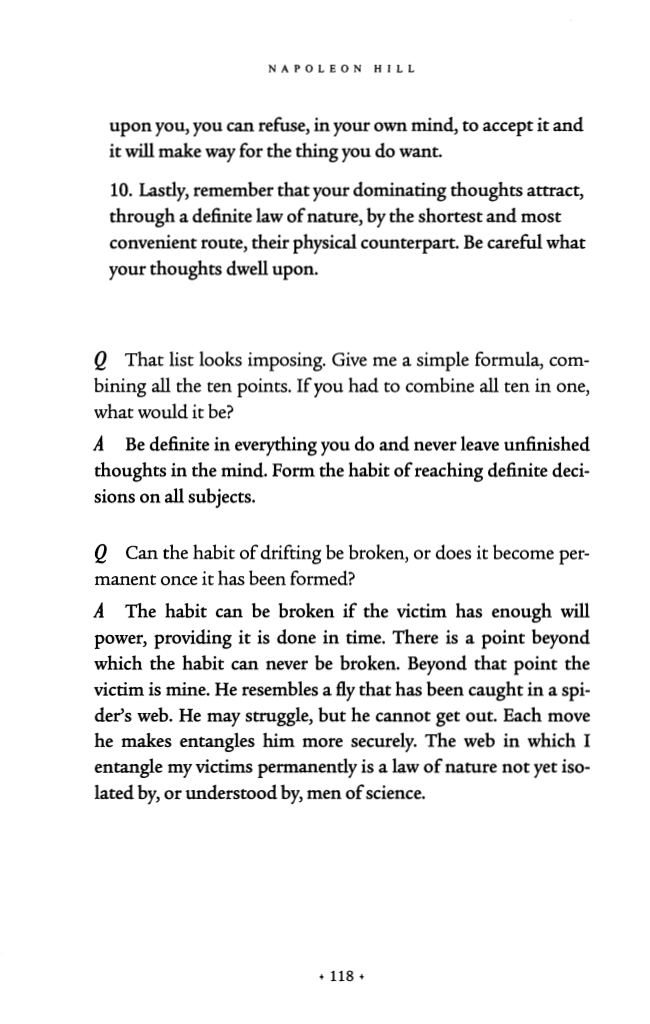 NAPOLEON HILL
upon you, you can refuse, in your own mind, to accept it and
it will make way for the thing you do want.
10. Lastly, remember that your dominating thoughts attract,
through a definite law of nature, by the shortest and most
convenient route, their physical counterpart. Be careful what
your thoughts dwell upon.
Q That list looks imposing. Give me a simple formula, com-
bining all the ten points. If you had to combine all ten in one,
what would it be?
A Be definite in everything you do and never leave unfinished
thoughts in the mind. Form the habit of reaching definite deci-
sions on all subjects.
Q Can the habit of drifting be broken, or does it become per-
manent once it has been formed?
A The habit can be broken if the victim has enough will
power, providing it is done in time. There is a point beyond
which the habit can never be broken. Beyond that point the
victim is mine. He resembles a fly that has been caught in a spi-
der's web. He may struggle, but he cannot get out. Each move
he makes entangles him more securely. The web in which I
entangle my victims permanently is a law of nature not yet iso-
lated by, or understood by, men of science.
• 118 •